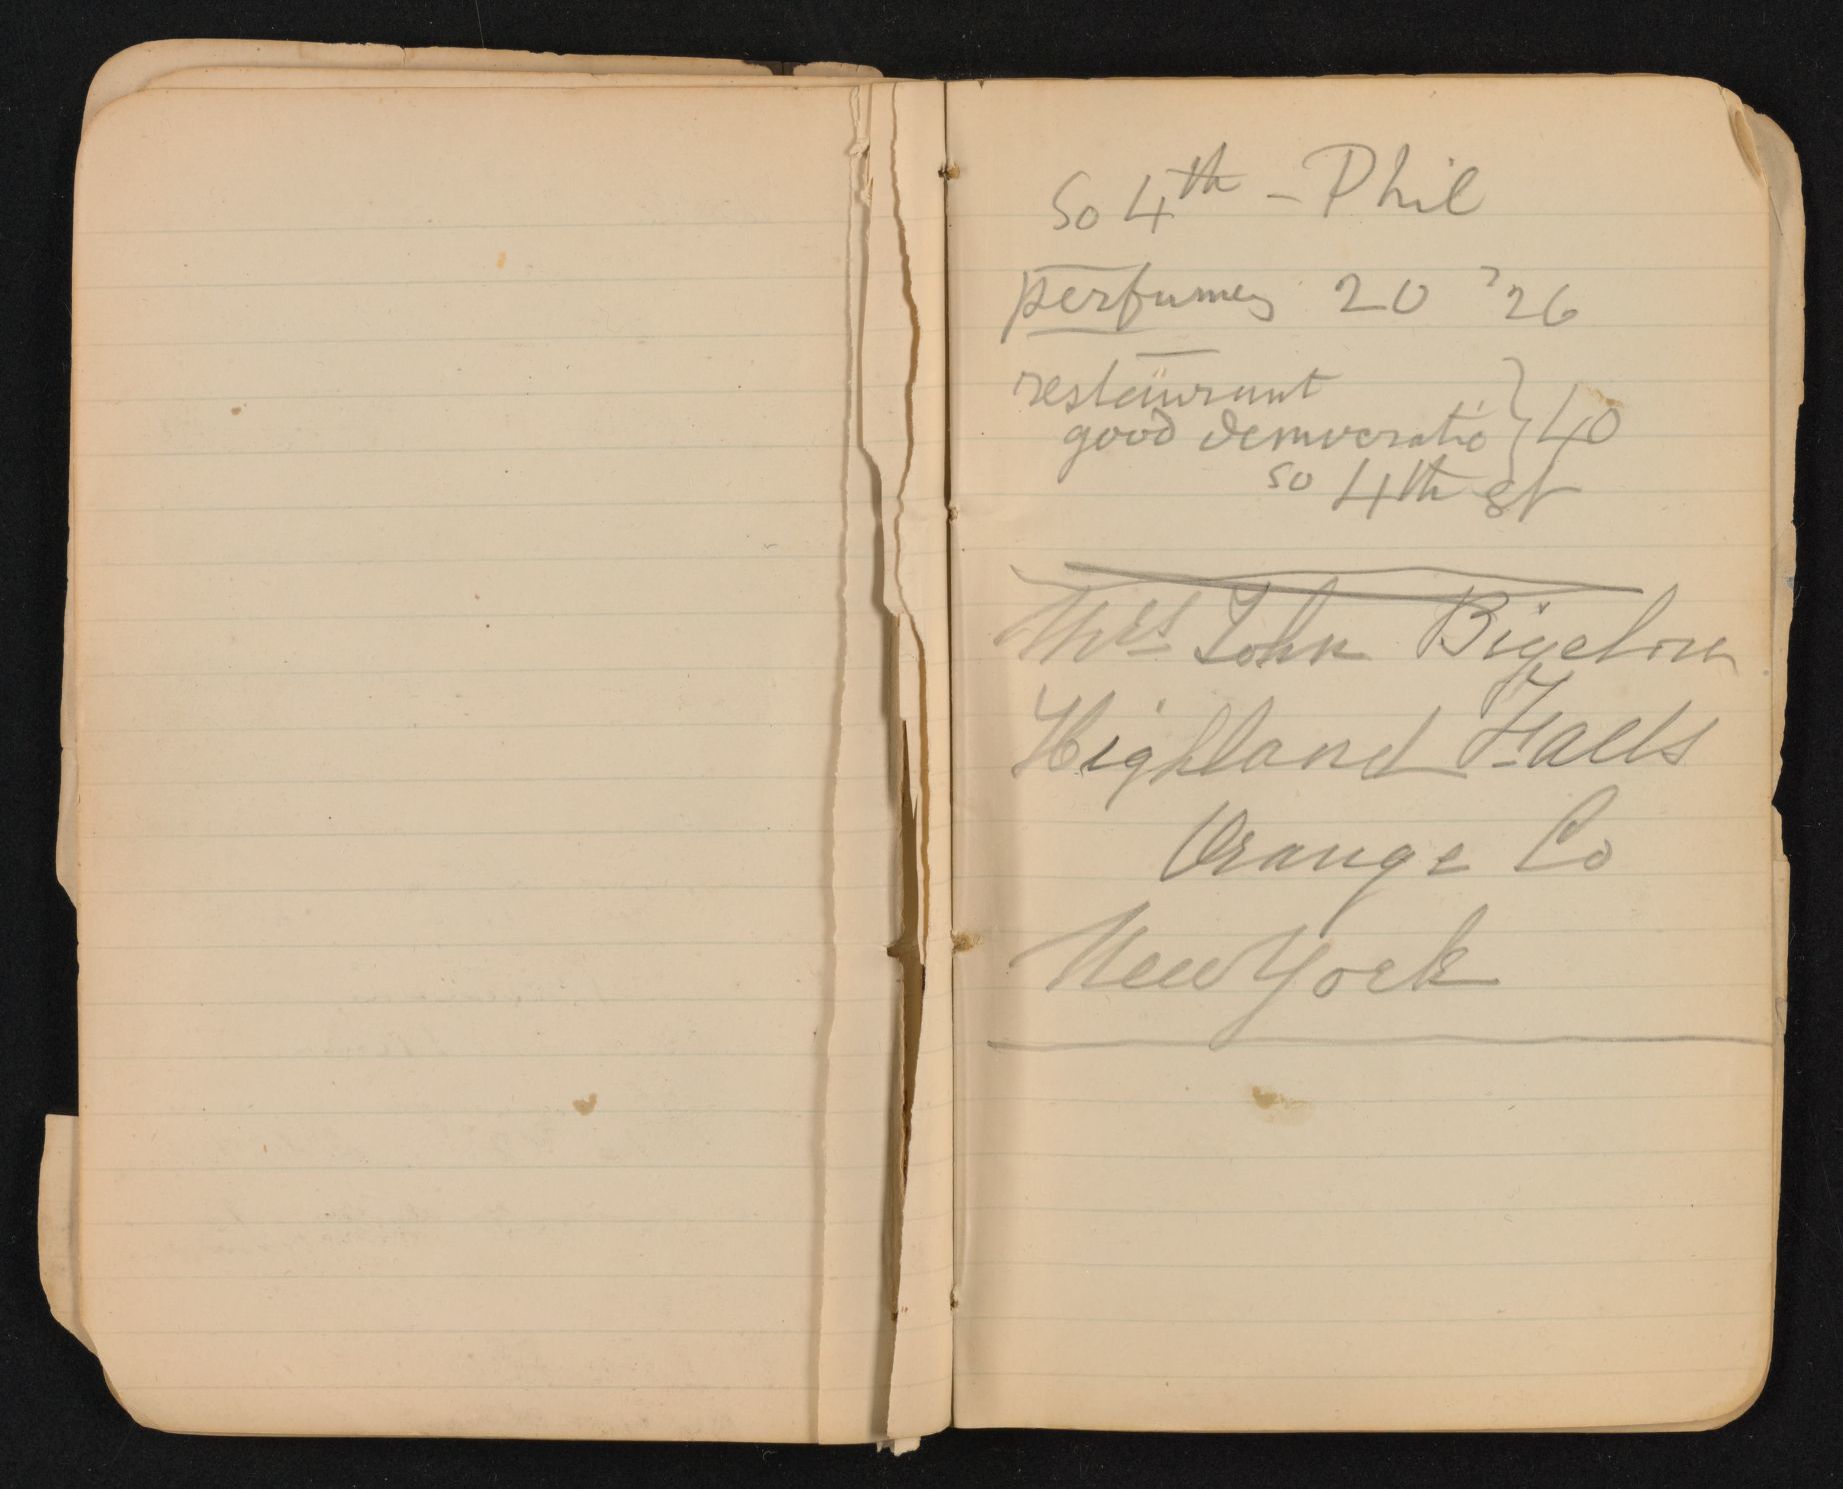 So 4th – Phil
perfumes 20 '26
restaurant
good democratic } 40
so 4th st
Mrs John Bigelow
Highland Falls
Orange Co
New York